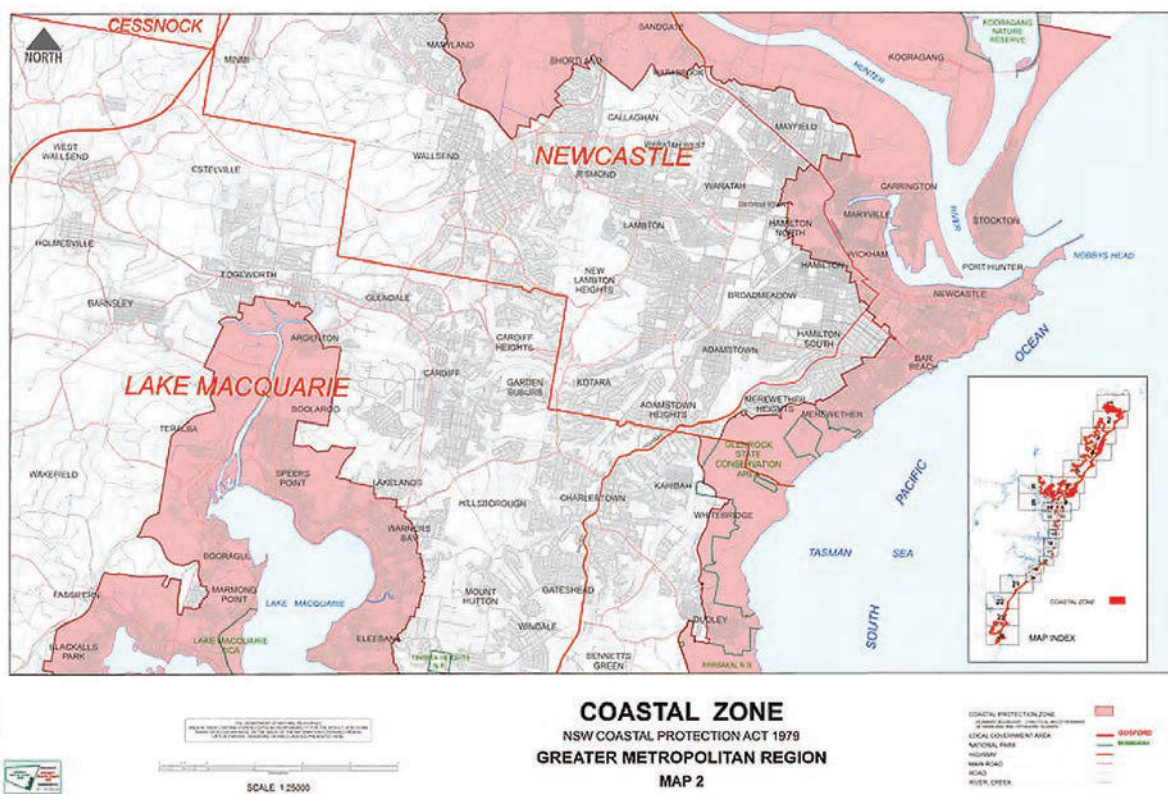 CESSNOCK
NORTH
MINMI
MARYLAND
SANDGATE
SHORTLAND
WARABROOK
KOORAGANG
NATURE
RESERVE
KOORAGANG
HUNTER
RIVER
CALLAGHAN
MAYFIELD
WEST
WALLSEND
ESTELVILLE
WALLSEND
NEWCASTLE
WARATAH WEST
JESMOND
WARATAH
GEORGETOWN
CARRINGTON
MARYVILLE
STOCKTON
HOLMESVILLE
LAMBTON
HAMILTON
NORTH
WICKHAM
HAMILTON
PORT HUNTER
NOBBYS HEAD
EDGEWORTH
BARNSLEY
GLENDALE
NEW
LAMBTON
HEIGHTS
BROADMEADOW
NEWCASTLE
ARGENTON
CARDIFF
HEIGHTS
HAMILTON
SOUTH
ADAMSTOWN
BAR
BEACH
LAKE MACQUARIE
CARDIFF
GARDEN
SUBURB
KOTARA
BOOLAROO
ADAMSTOWN
HEIGHTS
MEREWETHER
HEIGHTS
MEREWETHER
TERALBA
GLENROCK
STATE
CONSERVATION
AREA
WAKEFIELD
SPEERS
POINT
LAKELANDS
HILLSBOROUGH
CHARLESTOWN
KAHIBAH
WHITEBRIDGE
WARNERS
BAY
BOORAGUL
MARMONG
POINT
LAKE MACQUARIE
MOUNT
HUTTON
GATESHEAD
FASSIFERN
BLACKALLS
PARK
LAKE MACQUARIE
SCA
ELEEBANA
WINDALE
DUDLEY
BENNETTS
GREEN
AWABAKAL N.R.
SOUTH PACIFIC OCEAN
TASMAN SEA
21
22
COASTAL ZONE
MAP INDEX
COASTAL ZONE
NSW COASTAL PROTECTION ACT 1979
GREATER METROPOLITAN REGION
MAP 2
SCALE 1:25000
COASTAL PROTECTION ZONE
LOCAL GOVERNMENT AREA
GOSFORD
NATIONAL PARK
HIGHWAY
MAIN ROAD
ROAD
RIVER, CREEK